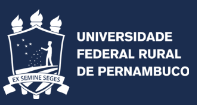 UNIVERSIDADE
FEDERAL RURAL
DE PERNAMBUCO
EX SEMINE SEGES